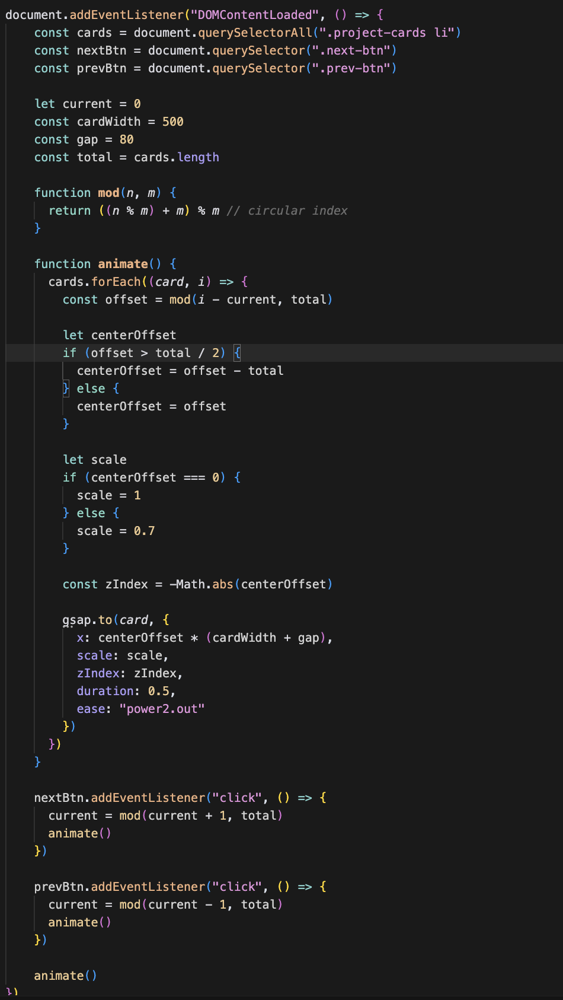 document.addEventListener("DOMContentLoaded", () => {
    const cards = document.querySelectorAll(".project-cards li")
    const nextBtn = document.querySelector(".next-btn")
    const prevBtn = document.querySelector(".prev-btn")

    let current = 0
    const cardWidth = 500
    const gap = 80
    const total = cards.length

    function mod(n, m) {
      return ((n % m) + m) % m // circular index
    }

    function animate() {
      cards.forEach((card, i) => {
        const offset = mod(i - current, total)

        let centerOffset
        if (offset > total / 2) {
          centerOffset = offset - total
        } else {
          centerOffset = offset
        }

        let scale
        if (centerOffset === 0) {
          scale = 1
        } else {
          scale = 0.7
        }

        const zIndex = -Math.abs(centerOffset)

        gsap.to(card, {
          x: centerOffset * (cardWidth + gap),
          scale: scale,
          zIndex: zIndex,
          duration: 0.5,
          ease: "power2.out"
        })
      })
    }

    nextBtn.addEventListener("click", () => {
      current = mod(current + 1, total)
      animate()
    })

    prevBtn.addEventListener("click", () => {
      current = mod(current - 1, total)
      animate()
    })

    animate()
})